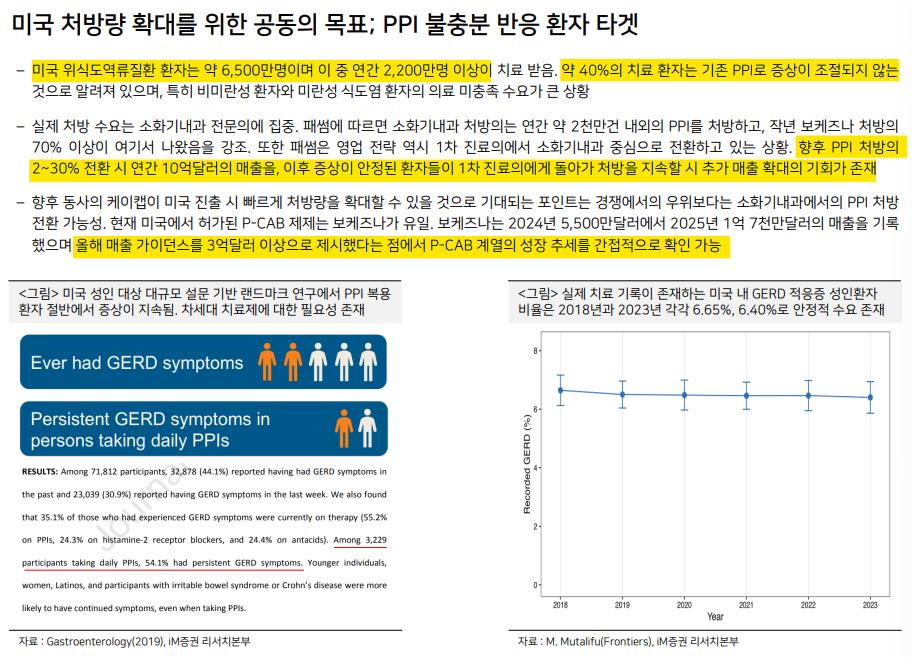 미국 처방량 확대를 위한 공동의 목표; PPI 불충분 반응 환자 타겟
– 미국 위식도역류질환 환자는 약 6,500만명이며 이 중 연간 2,200만명 이상이 치료 받음. 약 40%의 치료 환자는 기존 PPI로 증상이 조절되지 않는
것으로 알려져 있으며, 특히 비미란성 환자와 미란성 식도염 환자의 의료 미충족 수요가 큰 상황
– 실제 처방 수요는 소화기내과 전문의에 집중. 패썸에 따르면 소화기내과 처방의는 연간 약 2천만건 내외의 PPI를 처방하고, 작년 보케즈나 처방의
70% 이상이 여기서 나왔음을 강조. 또한 패썸은 영업 전략 역시 1차 진료의에서 소화기내과 중심으로 전환하고 있는 상황. 향후 PPI 처방의
2~30% 전환 시 연간 10억달러의 매출을, 이후 증상이 안정된 환자들이 1차 진료의에게 돌아가 처방을 지속할 시 추가 매출 확대의 기회가 존재
– 향후 동사의 케이캡이 미국 진출 시 빠르게 처방량을 확대할 수 있을 것으로 기대되는 포인트는 경쟁에서의 우위보다는 소화기내과에서의 PPI 처방
전환 가능성. 현재 미국에서 허가된 P-CAB 제제는 보케즈나가 유일. 보케즈나는 2024년 5,500만달러에서 2025년 1억 7천만달러의 매출을 기록
했으며 올해 매출 가이던스를 3억달러 이상으로 제시했다는 점에서 P-CAB 계열의 성장 추세를 간접적으로 확인 가능
<그림> 미국 성인 대상 대규모 설문 기반 랜드마크 연구에서 PPI 복용
환자 절반에서 증상이 지속됨. 차세대 치료제에 대한 필요성 존재
Ever had GERD symptoms
Persistent GERD symptoms in
persons taking daily PPIs
Journal
RESULTS: Among 71,812 participants, 32,878 (44.1%) reported having had GERD symptoms in
the past and 23,039 (30.9%) reported having GERD symptoms in the last week. We also found
that 35.1% of those who had experienced GERD symptoms were currently on therapy (55.2%
on PPIs, 24.3% on histamine-2 receptor blockers, and 24.4% on antacids). Among 3,229
participants taking daily PPIs, 54.1% had persistent GERD symptoms. Younger individuals,
women, Latinos, and participants with irritable bowel syndrome or Crohn's disease were more
likely to have continued symptoms, even when taking PPIs.
자료 : Gastroenterology(2019), iM증권 리서치본부
<그림> 실제 치료 기록이 존재하는 미국 내 GERD 적응증 성인환자
비율은 2018년과 2023년 각각 6.65%, 6.40%로 안정적 수요 존재
Recorded GERD (%)
8
6
4
2
0
2018 2019 2020 2021 2022 2023
Year
자료 : M. Mutalifu(Frontiers), iM증권 리서치본부